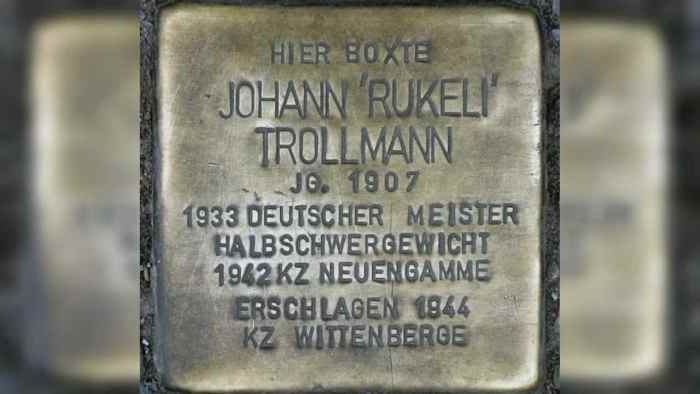 HIER BOXTE
JOHANN 'RUKELI'
TROLLMANN
JG. 1907
1933 DEUTSCHER MEISTER
HALBSCHWERGEWICHT
1942 KZ NEUENGAMME
ERSCHLAGEN 1944
KZ WITTENBERGE